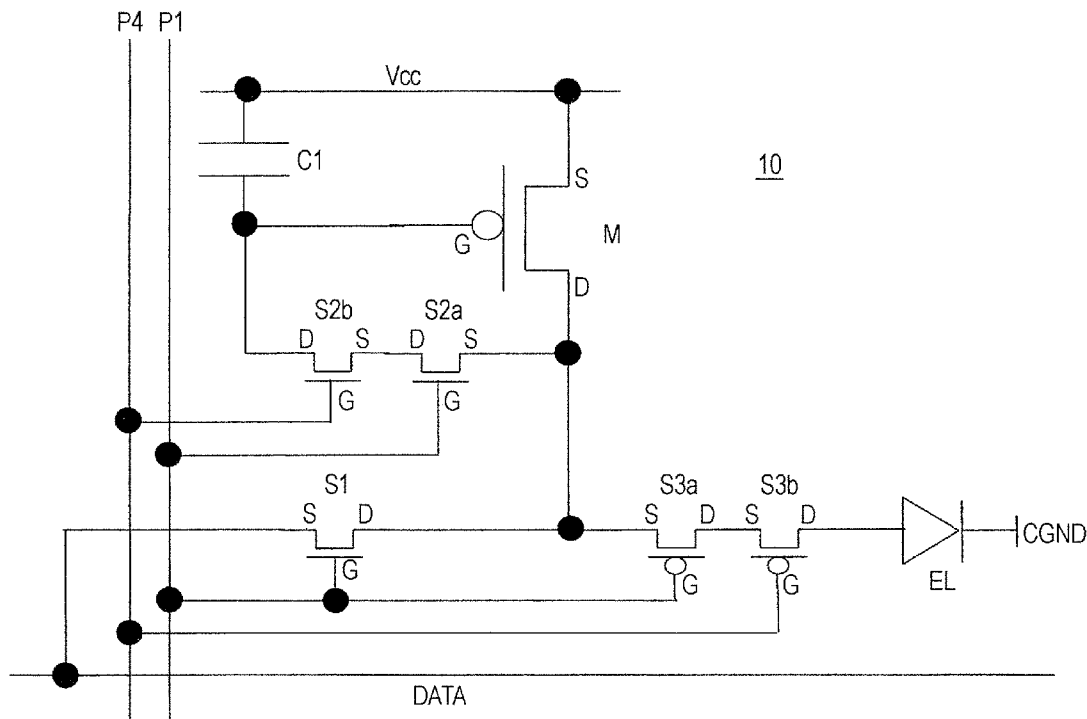 P4 P1
Vcc
C1
10
S
G
M
D
S2b S2a
D S D S
G G
S1 S3a S3b
S D S D S D
CGND
G G G
EL
DATA